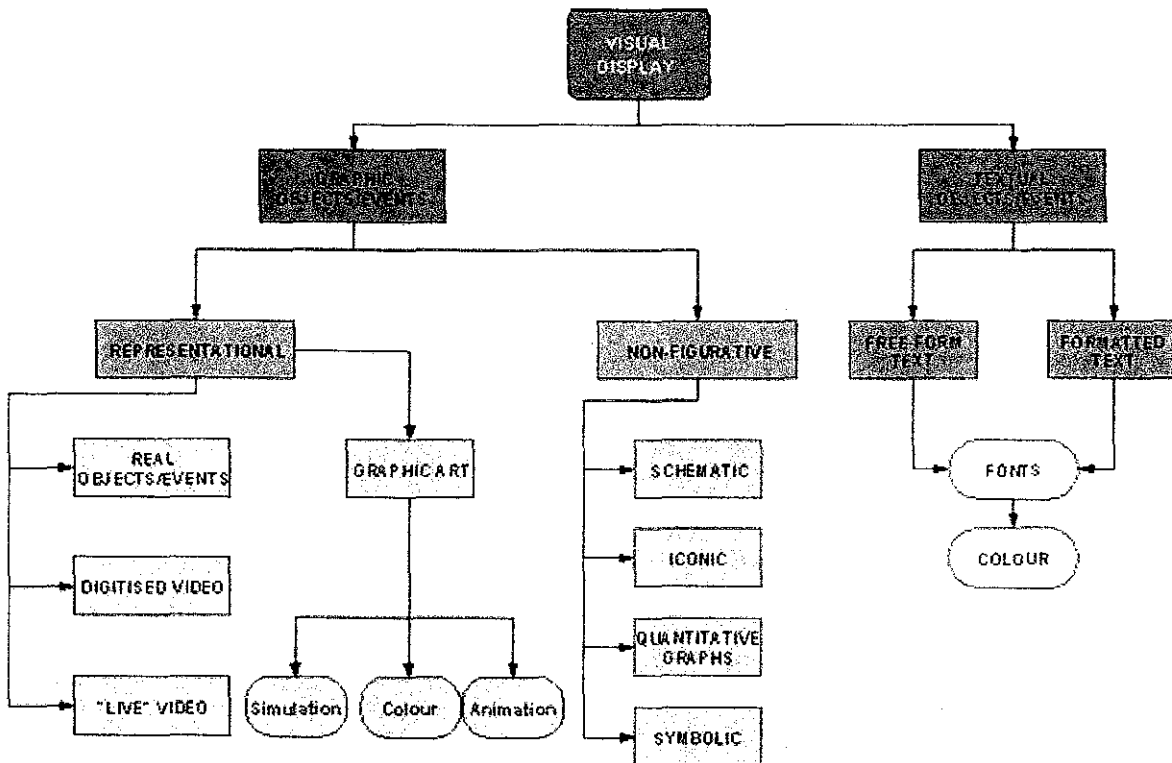 VISUAL
DISPLAY
GRAPHIC
OBJECTS/EVENTS
TEXTUAL
OBJECTS/EVENTS
REPRESENTATIONAL
NON-FIGURATIVE
FREE FORM
TEXT
FORMATTED
TEXT
REAL
OBJECTS/EVENTS
GRAPHIC ART
SCHEMATIC
FONTS
DIGITISED VIDEO
ICONIC
COLOUR
QUANTITATIVE
GRAPHS
"LIVE" VIDEO
Simulation
Colour
Animation
SYMBOLIC